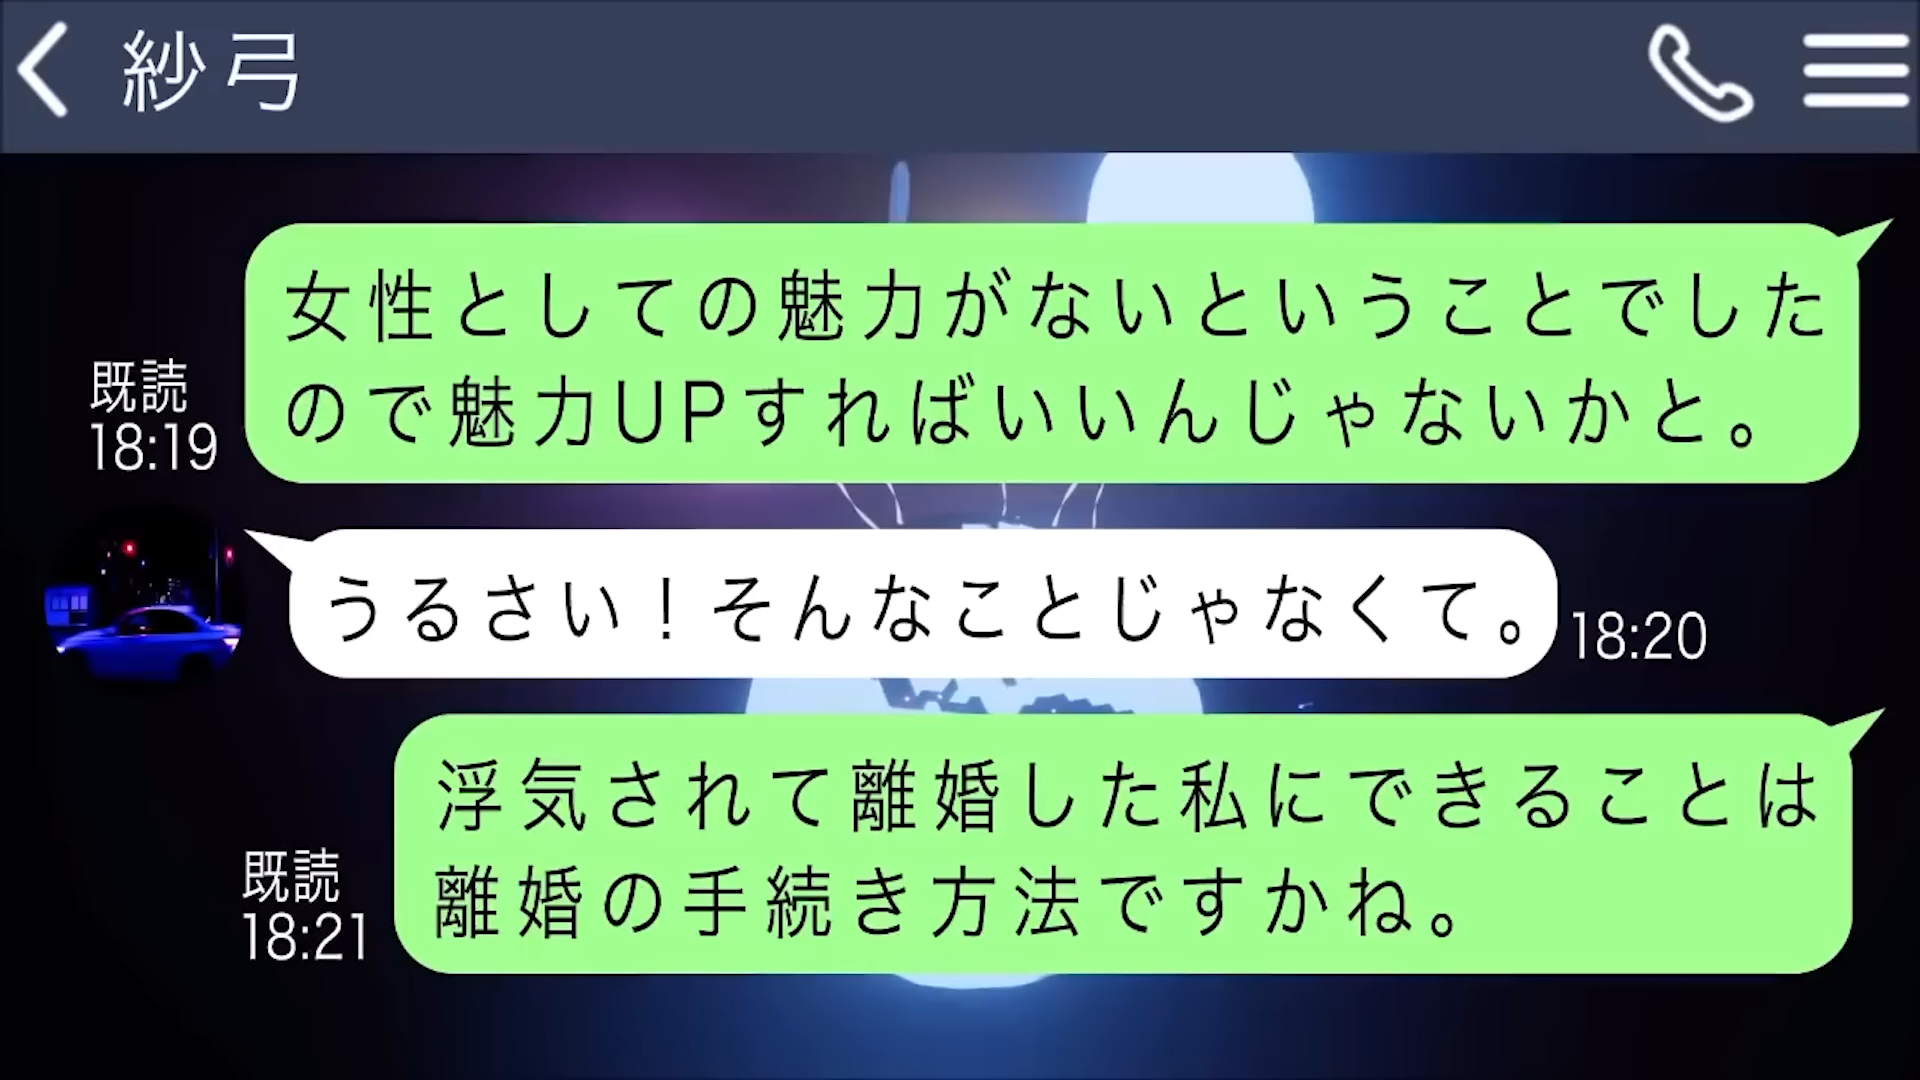 紗弓
女性としての魅力がないということでした
ので魅力UPすればいいんじゃないかと。
既読
18:19
うるさい！そんなことじゃなくて。
18:20
浮気されて離婚した私にできることは
離婚の手続き方法ですかね。
既読
18:21